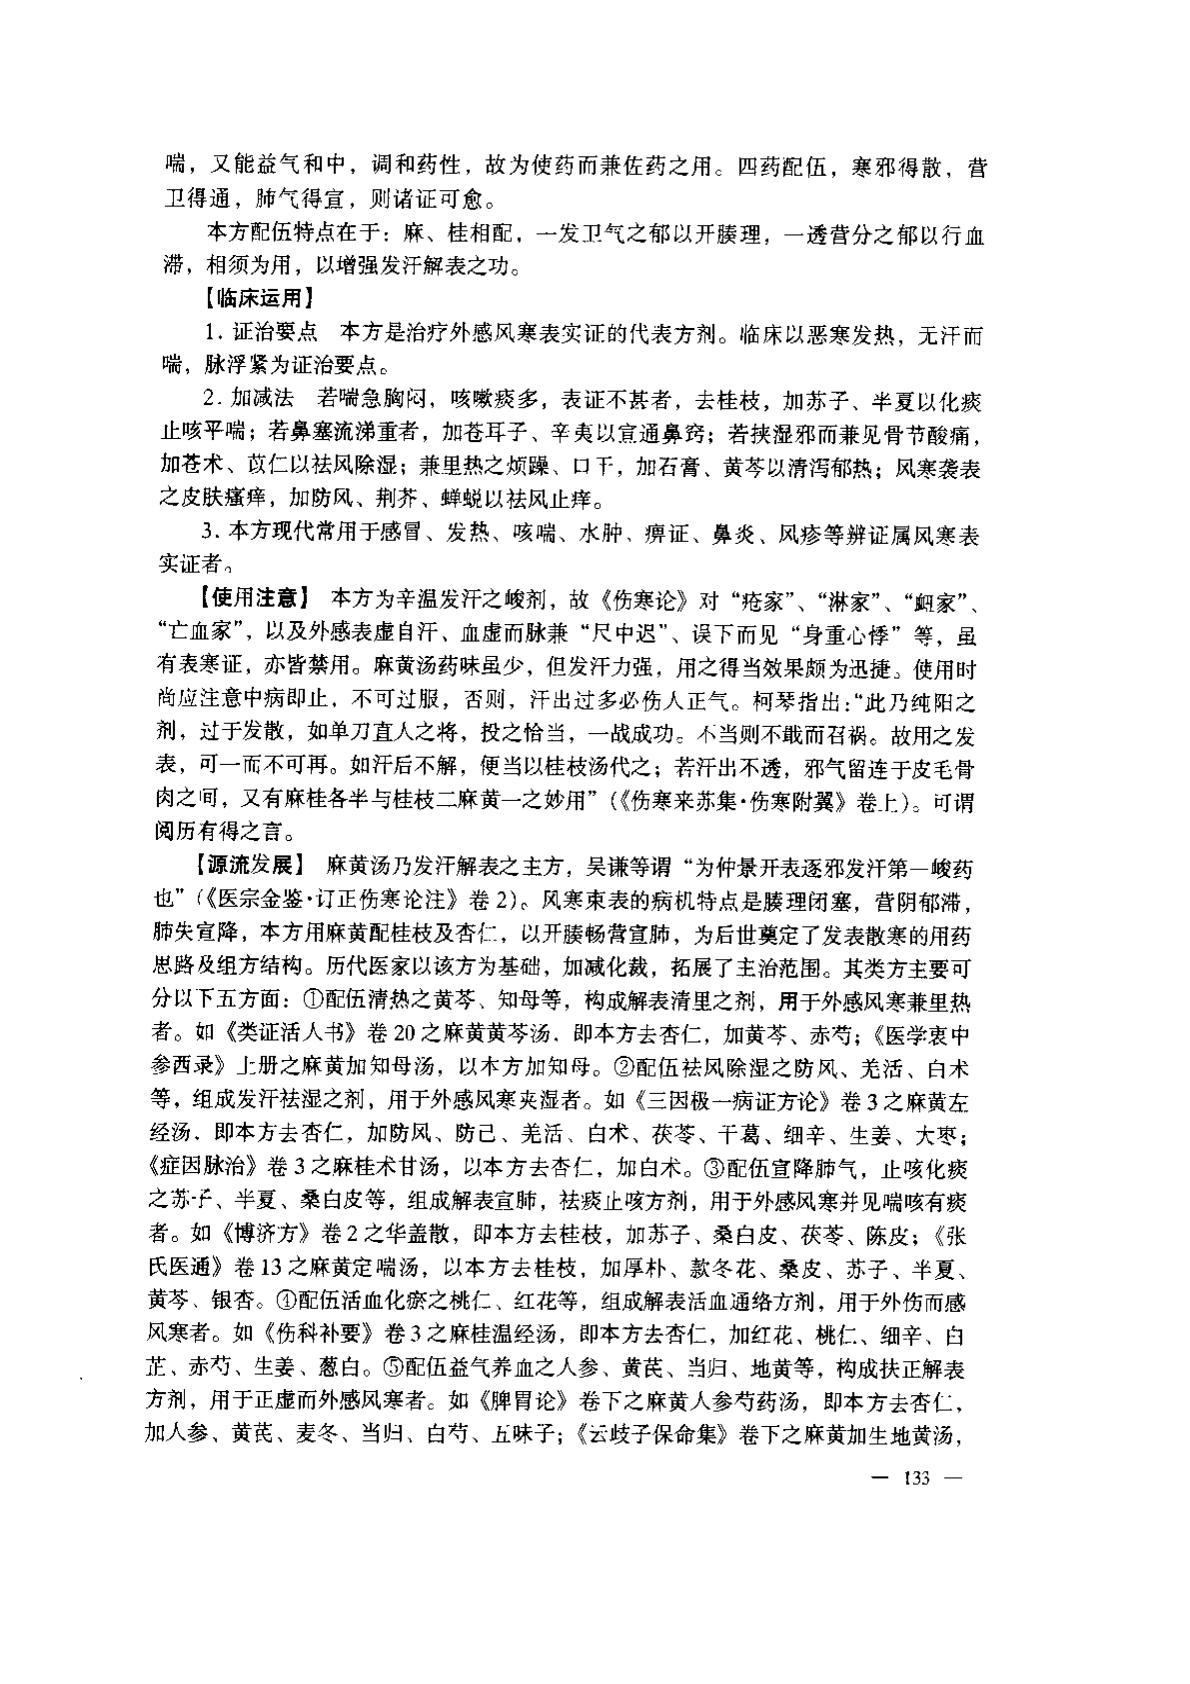 喘，又能益气和中，调和药性，故为使药而兼佐药之用。四药配伍，寒邪得散，营
卫得通，肺气得宣，则诸证可愈。
本方配伍特点在于：麻、桂相配，一发卫气之郁以开腠理，一透营分之郁以行血
滞，相须为用，以增强发汗解表之功。
【临床运用】
1. 证治要点　本方是治疗外感风寒表实证的代表方剂。临床以恶寒发热，无汗而
喘，脉浮紧为证治要点。
2. 加减法　若喘急胸闷，咳嗽痰多，表证不甚者，去桂枝，加苏子、半夏以化痰
止咳平喘；若鼻塞流涕重者，加苍耳子、辛夷以宣通鼻窍；若挟湿邪而兼见骨节酸痛，
加苍术、苡仁以祛风除湿；兼里热之烦躁、口干，加石膏、黄芩以清泻郁热；风寒袭表
之皮肤瘙痒，加防风、荆芥、蝉蜕以祛风止痒。
3. 本方现代常用于感冒、发热、咳喘、水肿、痹证、鼻炎、风疹等辨证属风寒表
实证者。
【使用注意】　本方为辛温发汗之峻剂，故《伤寒论》对“疮家”、“淋家”、“衄家”、
“亡血家”，以及外感表虚自汗、血虚而脉兼“尺中迟”、误下而见“身重心悸”等，虽
有表寒证，亦皆禁用。麻黄汤药味虽少，但发汗力强，用之得当效果颇为迅捷。使用时
尚应注意中病即止，不可过服，否则，汗出过多必伤人正气。柯琴指出：“此乃纯阳之
剂，过于发散，如单刀直入之将，投之恰当，一战成功。不当则不戢而召祸。故用之发
表，可一而不可再。如汗后不解，便当以桂枝汤代之；若汗出不透，邪气留连于皮毛骨
肉之间，又有麻桂各半与桂枝二麻黄一之妙用”(《伤寒来苏集·伤寒附翼》卷上)。可谓
阅历有得之言。
【源流发展】　麻黄汤乃发汗解表之主方，吴谦等谓“为仲景开表逐邪发汗第一峻药
也”(《医宗金鉴·订正伤寒论注》卷 2)。风寒束表的病机特点是腠理闭塞，营阴郁滞，
肺失宣降，本方用麻黄配桂枝及杏仁，以开腠畅营宣肺，为后世奠定了发表散寒的用药
思路及组方结构。历代医家以该方为基础，加减化裁，拓展了主治范围。其类方主要可
分以下五方面：①配伍清热之黄芩、知母等，构成解表清里之剂，用于外感风寒兼里热
者。如《类证活人书》卷 20 之麻黄黄芩汤，即本方去杏仁，加黄芩、赤芍；《医学衷中
参西录》上册之麻黄加知母汤，以本方加知母。②配伍祛风除湿之防风、羌活、白术
等，组成发汗祛湿之剂，用于外感风寒夹湿者。如《三因极一病证方论》卷 3 之麻黄左
经汤，即本方去杏仁，加防风、防己、羌活、白术、茯苓、干葛、细辛、生姜、大枣；
《症因脉治》卷 3 之麻桂术甘汤，以本方去杏仁，加白术。③配伍宣降肺气，止咳化痰
之苏子、半夏、桑白皮等，组成解表宣肺，祛痰止咳方剂，用于外感风寒并见喘咳有痰
者。如《博济方》卷 2 之华盖散，即本方去桂枝，加苏子、桑白皮、茯苓、陈皮；《张
氏医通》卷 13 之麻黄定喘汤，以本方去桂枝，加厚朴、款冬花、桑皮、苏子、半夏、
黄芩、银杏。④配伍活血化瘀之桃仁、红花等，组成解表活血通络方剂，用于外伤而感
风寒者。如《伤科补要》卷 3 之麻桂温经汤，即本方去杏仁，加红花、桃仁、细辛、白
芷、赤芍、生姜、葱白。⑤配伍益气养血之人参、黄芪、当归、地黄等，构成扶正解表
方剂，用于正虚而外感风寒者。如《脾胃论》卷下之麻黄人参芍药汤，即本方去杏仁，
加人参、黄芪、麦冬、当归、白芍、五味子；《云歧子保命集》卷下之麻黄加生地黄汤，
— 133 —